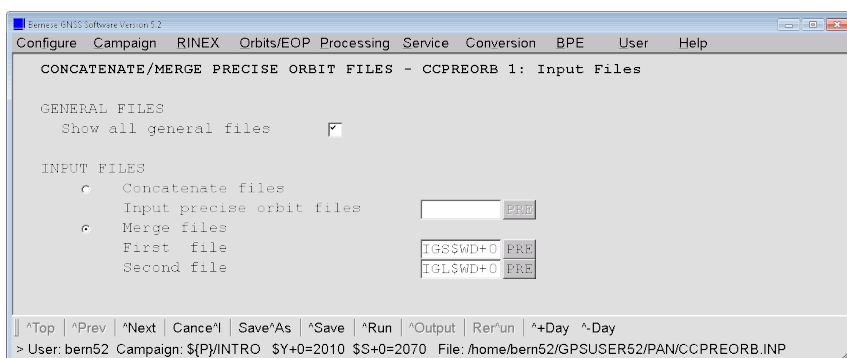 Bernese GNSS Software Version 5.2
Configure Campaign RINEX Orbits/EOP Processing Service Conversion BPE User Help
CONCATENATE/MERGE PRECISE ORBIT FILES - CCPREORB 1: Input Files
GENERAL FILES
Show all general files
INPUT FILES
Concatenate files
Input precise orbit files PRE
Merge files
First file IGS$WD+0 PRE
Second file IGL$WD+0 PRE
^Top | ^Prev | ^Next | Cance^l | Save^As | ^Save | ^Run | ^Output | Rer^un | ^+Day ^-Day
> User: bern52 Campaign: ${P}/INTRO $Y+0=2010 $S+0=2070 File: /home/bern52/GPSUSER52/PAN/CCPREORB.INP